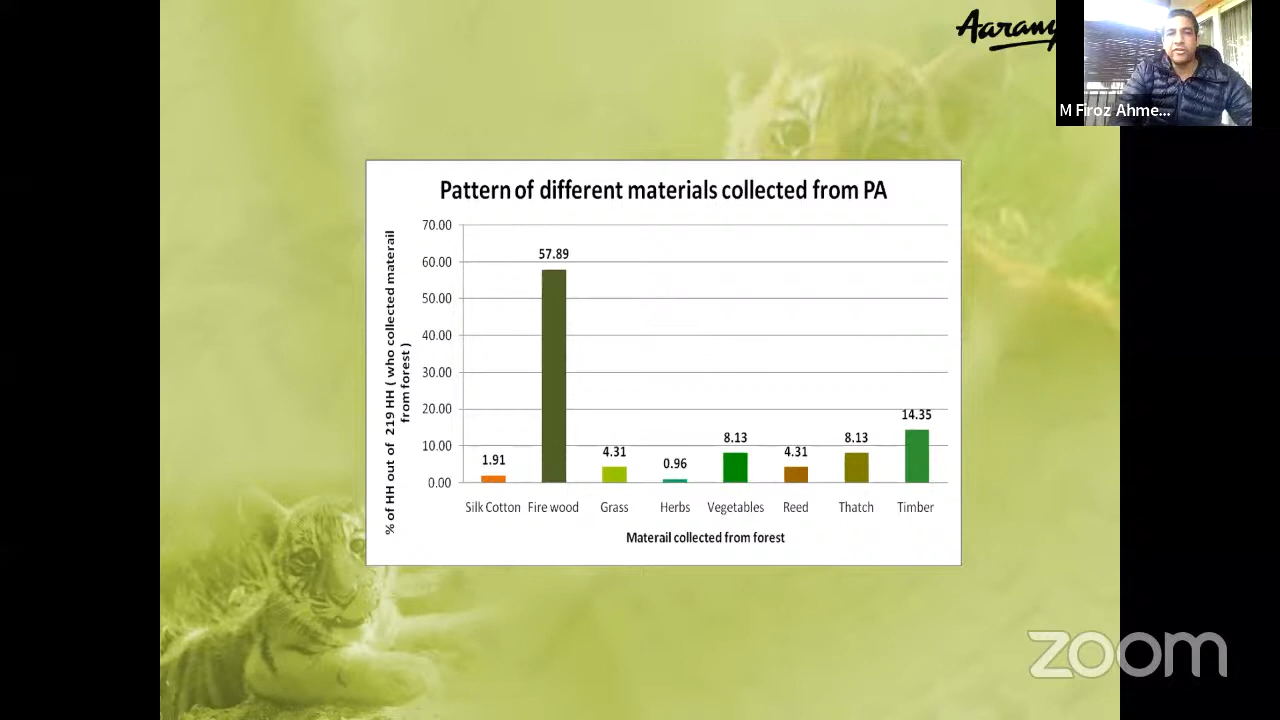 Aarany
M Firoz Ahme...
Pattern of different materials collected from PA
% of HH out of 219 HH ( who collected materail
from forest )
70.00
60.00
50.00
40.00
30.00
20.00
10.00
0.00
1.91
57.89
4.31
0.96
8.13
4.31
8.13
14.35
Silk Cotton Fire wood Grass Herbs Vegetables Reed Thatch Timber
Materail collected from forest
zoom